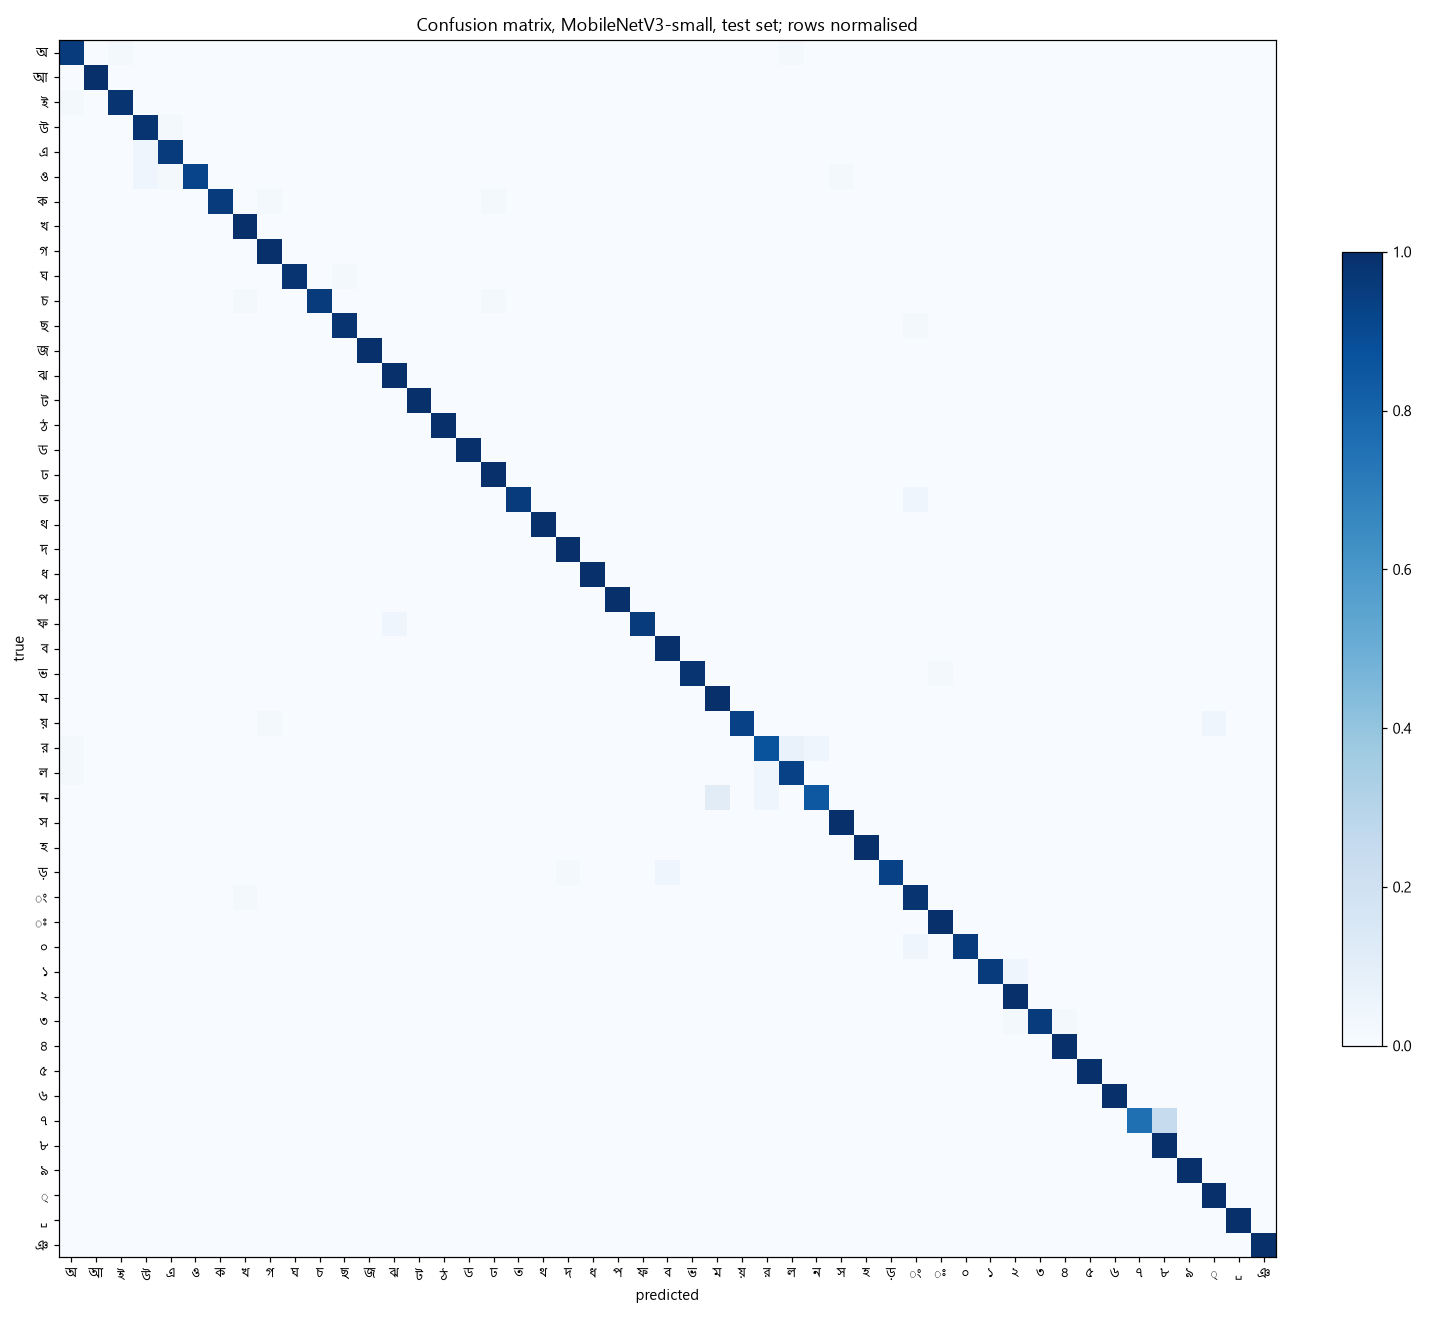 Confusion matrix, MobileNetV3-small, test set; rows normalised
true
অ
আ
ই
উ
এ
ও
ক
খ
গ
ঘ
চ
ছ
জ
ঝ
ট
ঠ
ড
ঢ
ত
থ
দ
ধ
প
ফ
ব
ভ
ম
য়
র
ল
ন
স
হ
ড়
ং
ঃ
০
১
২
৩
৪
৫
৬
৭
৮
৯
্
␣
ঞ
অ আ ই উ এ ও ক খ গ ঘ চ ছ জ ঝ ট ঠ ড ঢ ত থ দ ধ প ফ ব ভ ম য় র ল ন স হ ড় ং ঃ ০ ১ ২ ৩ ৪ ৫ ৬ ৭ ৮ ৯ ্ ␣ ঞ
predicted
1.0
0.8
0.6
0.4
0.2
0.0